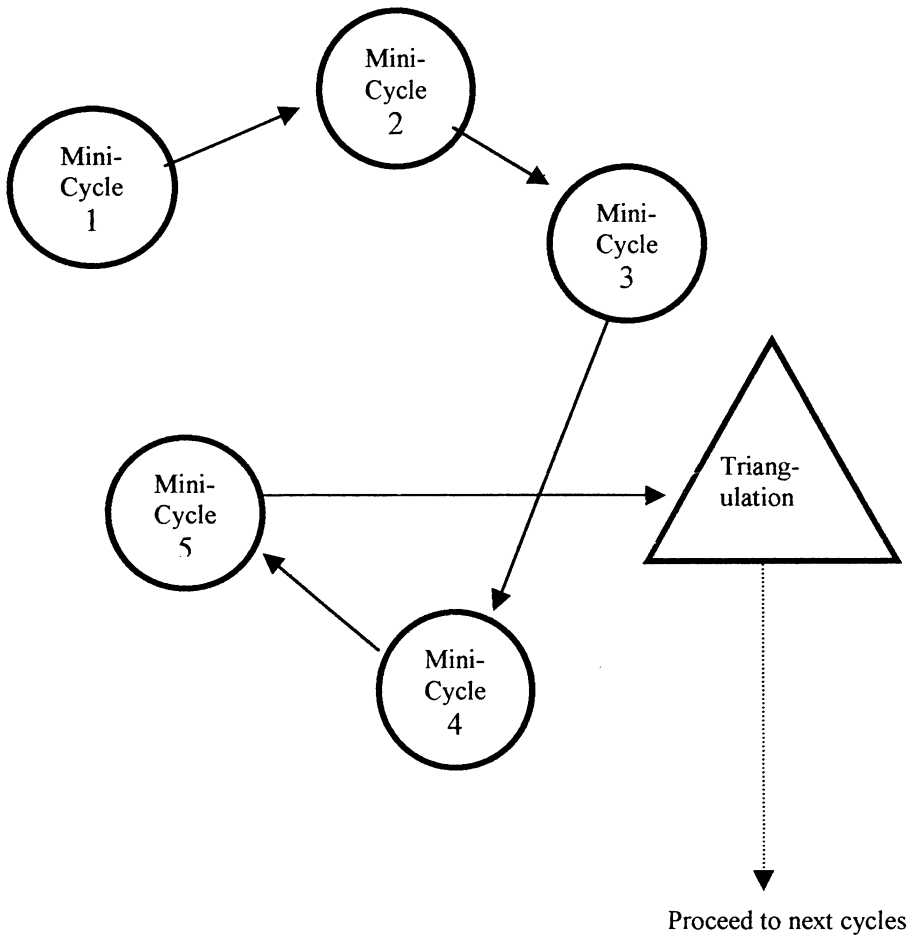 Mini-
Cycle
1
Mini-
Cycle
2
Mini-
Cycle
3
Mini-
Cycle
4
Mini-
Cycle
5
Triang-
ulation
Proceed to next cycles